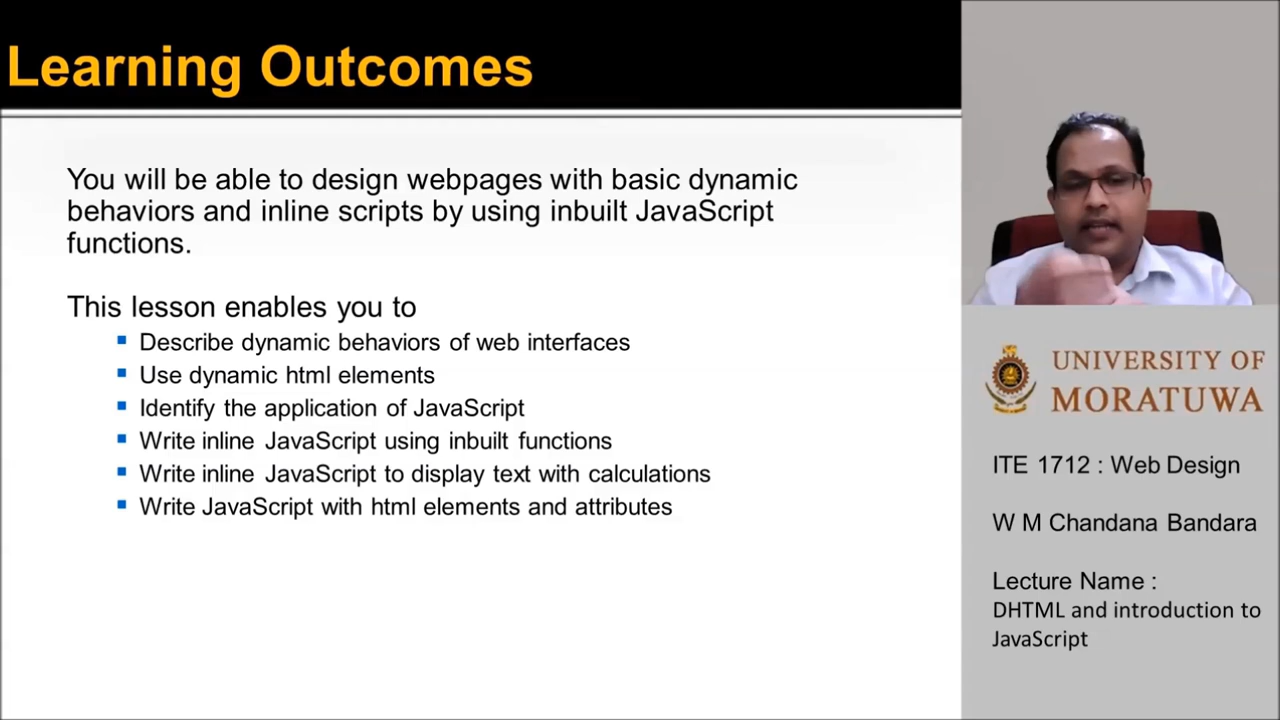 Learning Outcomes
You will be able to design webpages with basic dynamic
behaviors and inline scripts by using inbuilt JavaScript
functions.
This lesson enables you to
Describe dynamic behaviors of web interfaces
Use dynamic html elements
Identify the application of JavaScript
Write inline JavaScript using inbuilt functions
Write inline JavaScript to display text with calculations
Write JavaScript with html elements and attributes
UNIVERSITY OF
MORATUWA
ITE 1712 : Web Design
W M Chandana Bandara
Lecture Name :
DHTML and introduction to
JavaScript